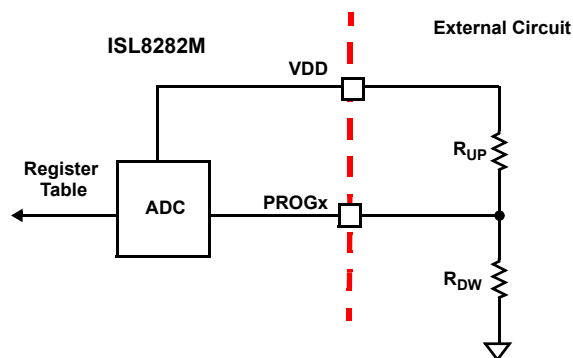 External Circuit
ISL8282M
VDD
RUP
Register
Table
ADC
PROGx
RDW